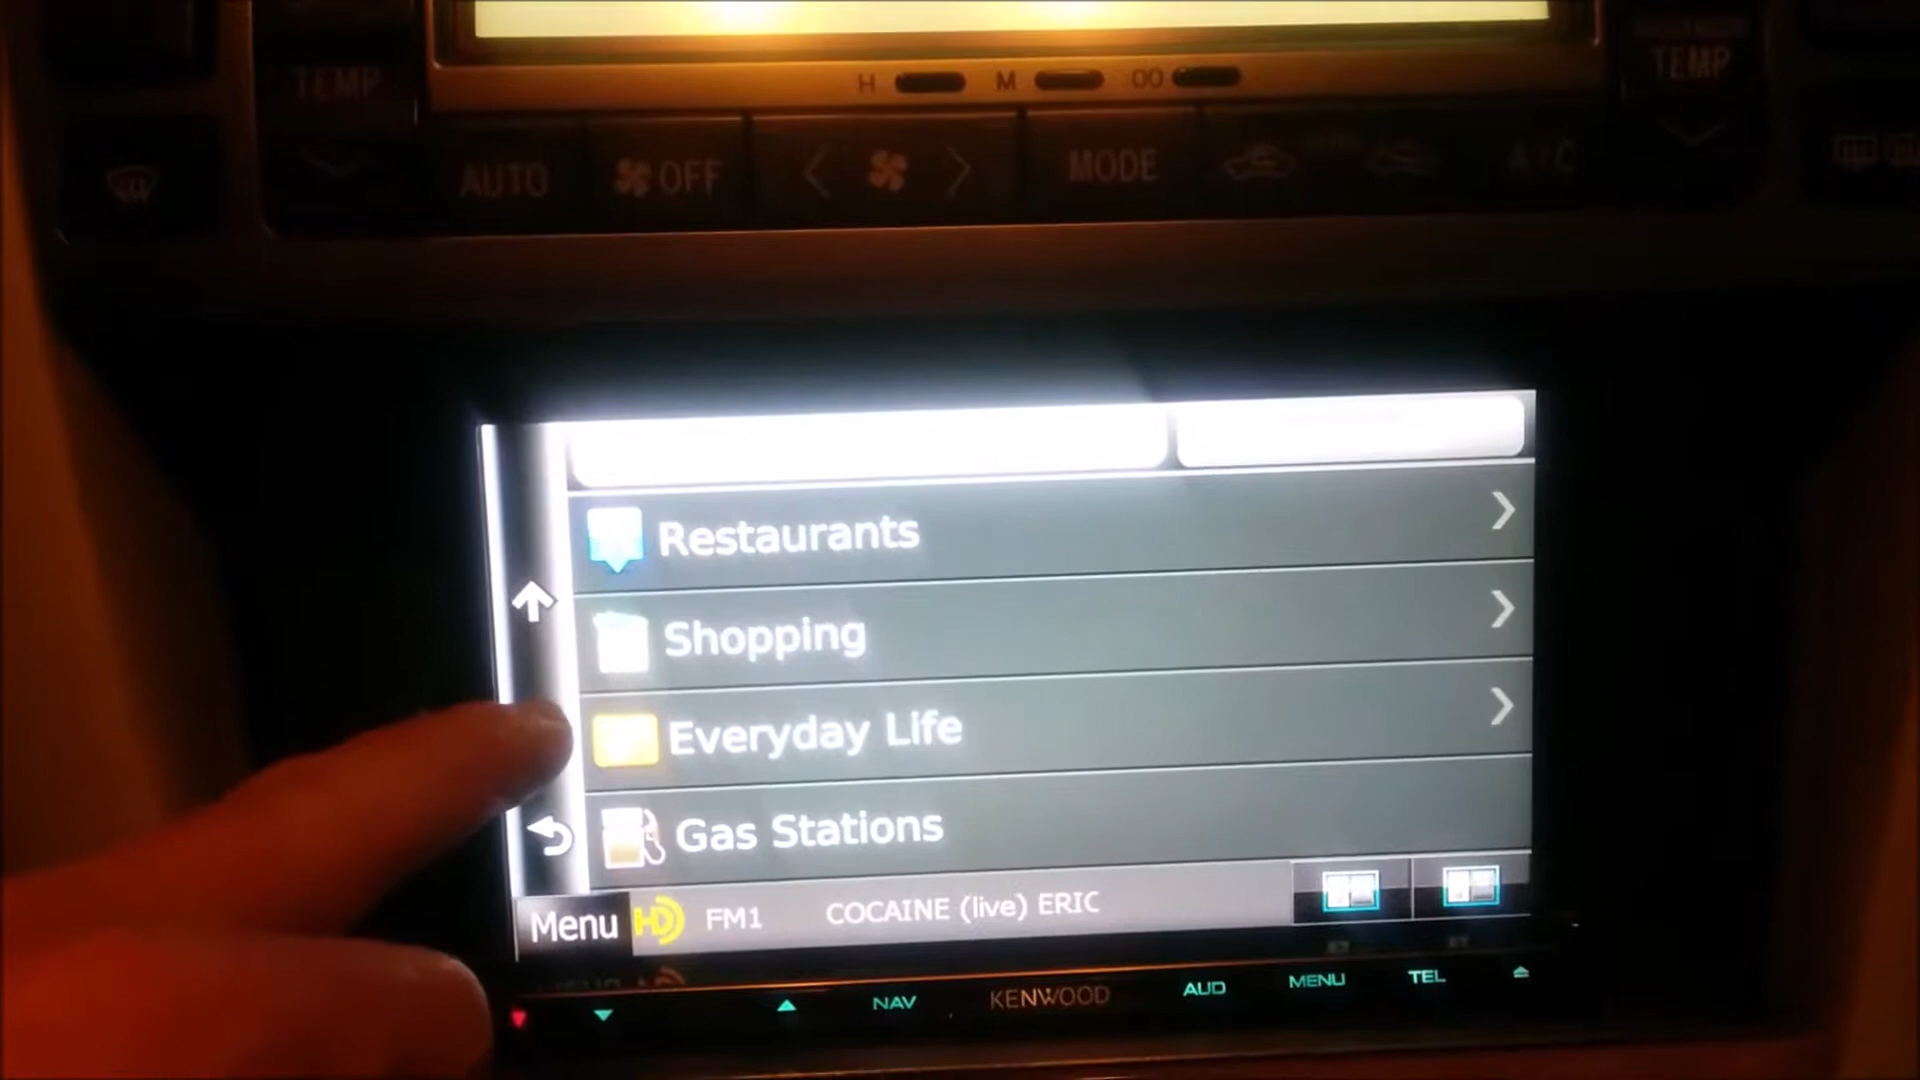 H M 00
TEMP TEMP
AUTO OFF MODE A/C
Restaurants
Shopping
Everyday Life
Gas Stations
Menu HD FM1 COCAINE (live) ERIC
NAV KENWOOD AUD MENU TEL